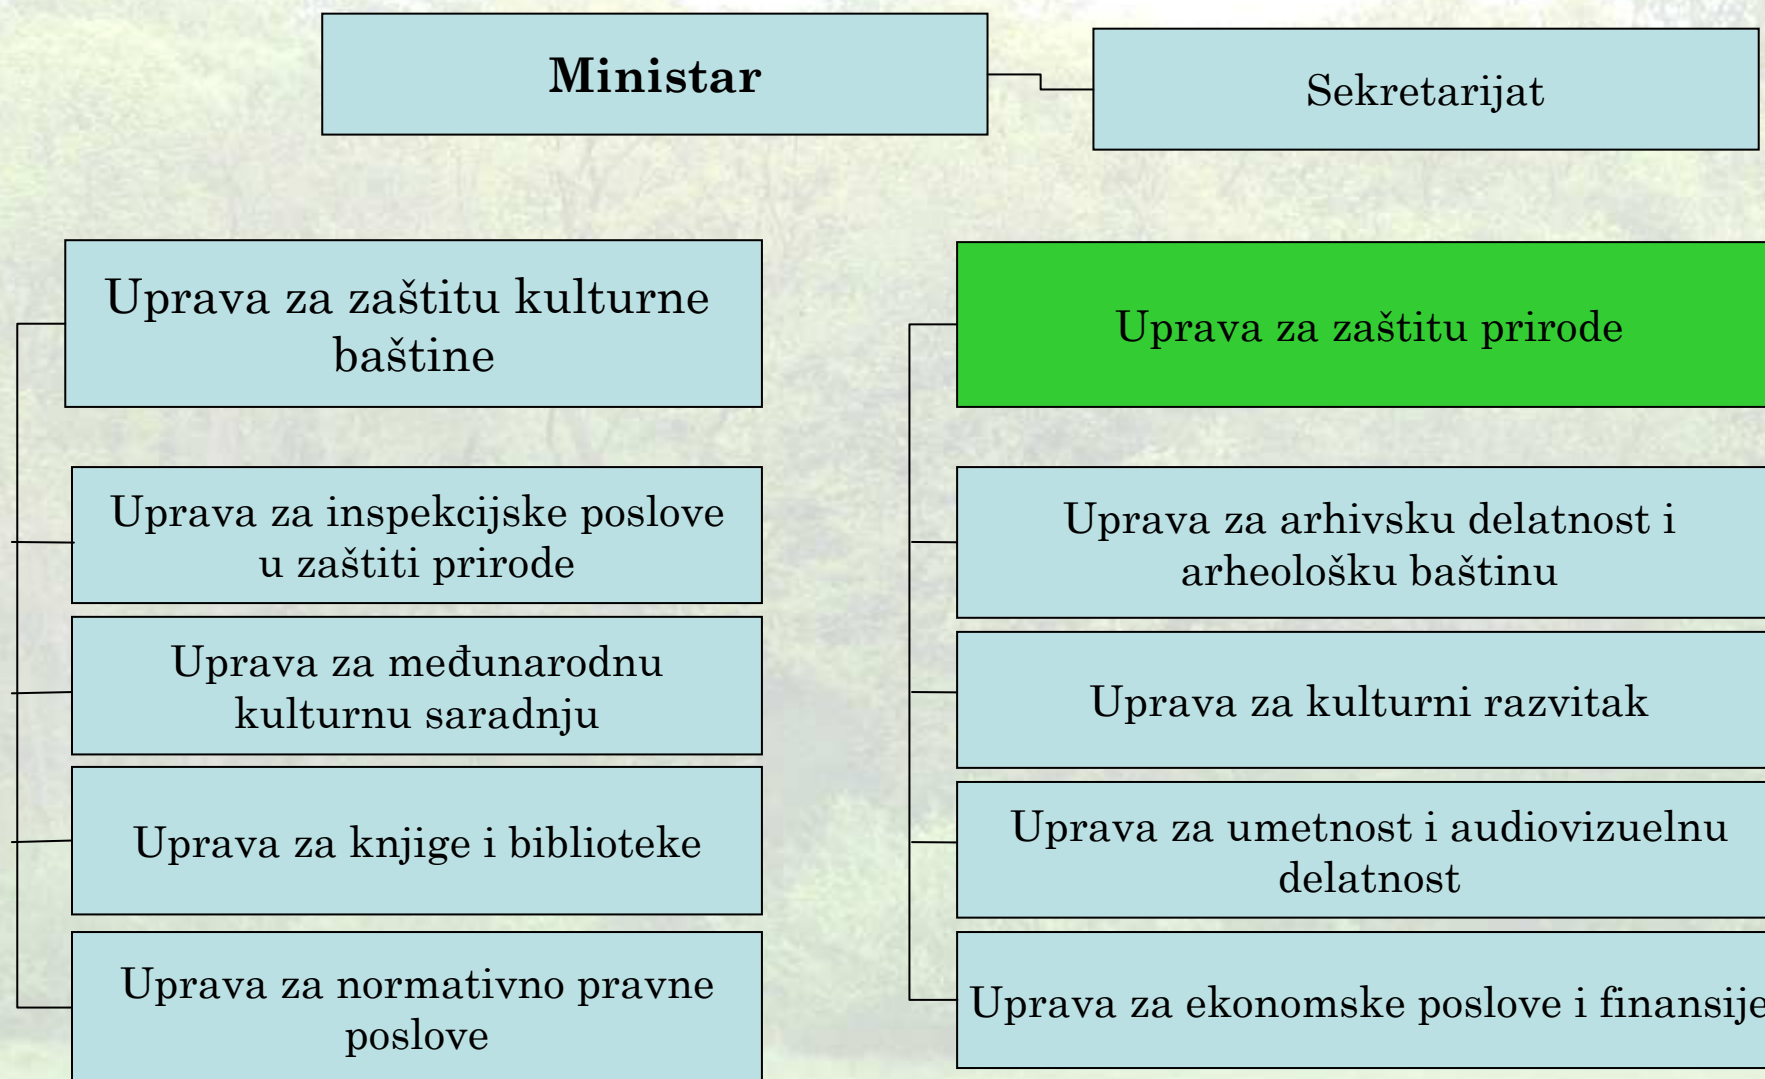 Ministar
Sekretarijat
Uprava za zaštitu kulturne
baštine
Uprava za zaštitu prirode
Uprava za inspekcijske poslove
u zaštiti prirode
Uprava za arhivsku delatnost i
arheološku baštinu
Uprava za međunarodnu
kulturnu saradnju
Uprava za kulturni razvitak
Uprava za knjige i biblioteke
Uprava za umetnost i audiovizuelnu
delatnost
Uprava za normativno pravne
poslove
Uprava za ekonomske poslove i finansije